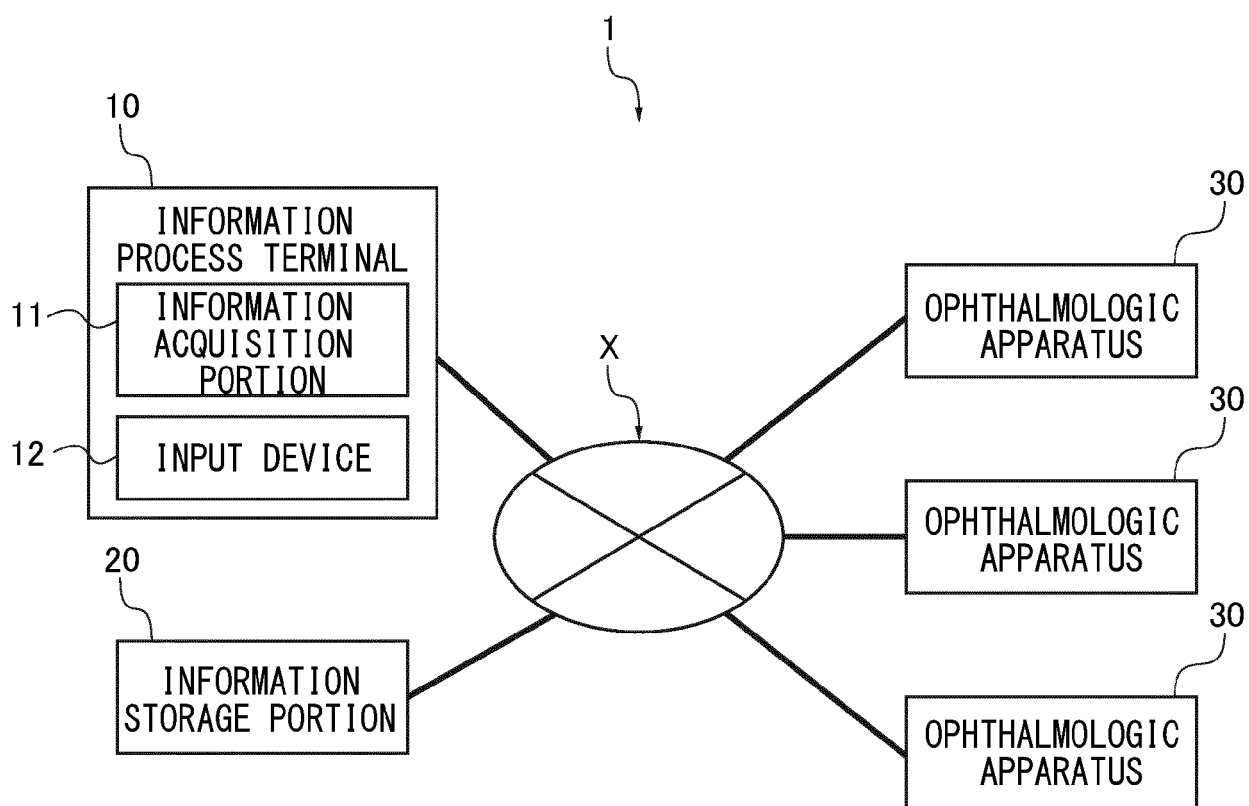 1
10
INFORMATION
PROCESS TERMINAL
11
INFORMATION
ACQUISITION
PORTION
12
INPUT DEVICE
20
INFORMATION
STORAGE PORTION
X
30
OPHTHALMOLOGIC
APPARATUS
30
OPHTHALMOLOGIC
APPARATUS
30
OPHTHALMOLOGIC
APPARATUS